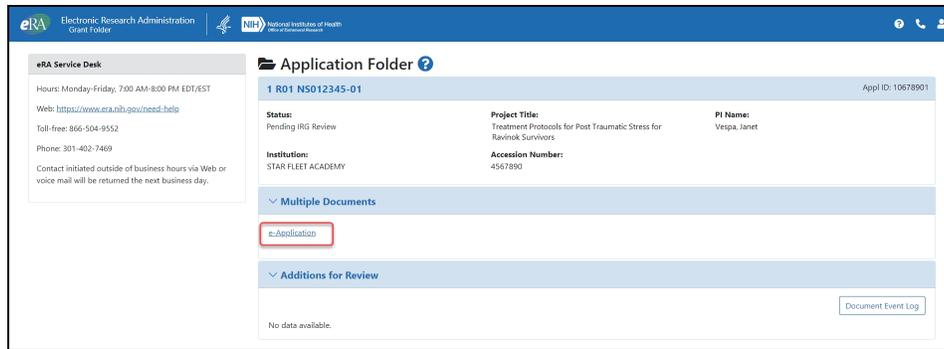 eRA Electronic Research Administration
Grant Folder
NIH National Institutes of Health
Office of Extramural Research
eRA Service Desk
Hours: Monday-Friday, 7:00 AM-8:00 PM EDT/EST
Web: https://www.era.nih.gov/need-help
Toll-free: 866-504-9552
Phone: 301-402-7469
Contact initiated outside of business hours via Web or
voice mail will be returned the next business day.
Application Folder ?
1 R01 NS012345-01 Appl ID: 10678901
Status: Project Title: PI Name:
Pending IRG Review Treatment Protocols for Post Traumatic Stress for Vespa, Janet
Ravinok Survivors
Institution: Accession Number:
STAR FLEET ACADEMY 4567890
Multiple Documents
e-Application
Additions for Review
Document Event Log
No data available.